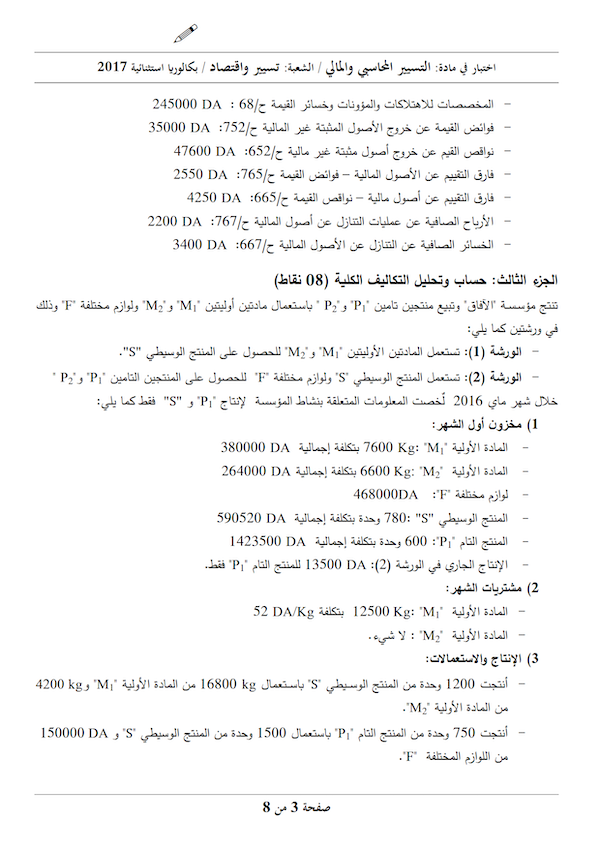 اختبار في مادة: التسيير المحاسبي والمالي / الشعبة: تسيير واقتصاد / بكالوريا استثنائية 2017
- المخصصات للاهتلاكات والمؤونات وخسائر القيمة ح/68 : 245000 DA
- فوائض القيمة عن خروج الأصول المثبتة غير المالية ح/752: 35000 DA
- نواقص القيم عن خروج أصول مثبتة غير مالية ح/652: 47600 DA
- فارق التقييم عن الأصول المالية – فوائض القيمة ح/765: 2550 DA
- فارق التقييم عن أصول مالية – نواقص القيمة ح/665: 4250 DA
- الأرباح الصافية عن عمليات التنازل عن أصول المالية ح/767: 2200 DA
- الخسائر الصافية عن التنازل عن الأصول المالية ح/667: 3400 DA
الجزء الثالث: حساب وتحليل التكاليف الكلية (08 نقاط)
تنتج مؤسسة "الآفاق" وتبيع منتجين تامين "P1" و"P2 " باستعمال مادتين أوليتين "M1" و"M2" ولوازم مختلفة "F" وذلك
في ورشتين كما يلي:
- الورشة (1): تستعمل المادتين الأوليتين "M1" و"M2" للحصول على المنتج الوسيطي "S".
- الورشة (2): تستعمل المنتج الوسيطي "S" ولوازم مختلفة "F" للحصول على المنتجين التامين "P1" و"P2 "
خلال شهر ماي 2016 لُخصت المعلومات المتعلقة بنشاط المؤسسة لإنتاج "P1" و "S" فقط كما يلي:
1) مخزون أول الشهر:
- المادة الأولية "M1" :7600 Kg بتكلفة إجمالية 380000 DA
- المادة الأولية "M2" :6600 Kg بتكلفة إجمالية 264000 DA
- لوازم مختلفة "F": 468000DA
- المنتج الوسيطي "S" :780 وحدة بتكلفة إجمالية 590520 DA
- المنتج التام "P1": 600 وحدة بتكلفة إجمالية 1423500 DA
- الإنتاج الجاري في الورشة (2): 13500 DA للمنتج التام "P1" فقط.
2) مشتريات الشهر:
- المادة الأولية "M1" :12500 Kg بتكلفة 52 DA/Kg
- المادة الأولية "M2" : لا شيء.
3) الإنتاج والاستعمالات:
- أنتجت 1200 وحدة من المنتج الوسيطي "S" باستعمال 16800 kg من المادة الأولية "M1" و4200 kg
من المادة الأولية "M2".
- أنتجت 750 وحدة من المنتج التام "P1" باستعمال 1500 وحدة من المنتج الوسيطي "S" و 150000 DA
من اللوازم المختلفة "F".
صفحة 3 من 8